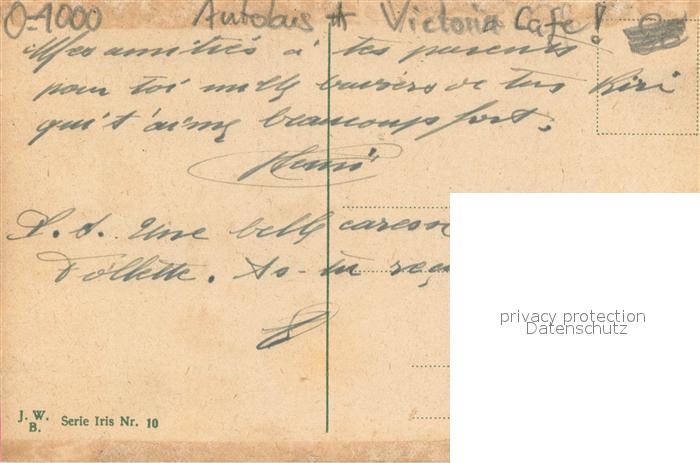 0-1000 Autobus Victoria Cafe!
Mes amitiés à tes parents
pour toi mille baisers de ton Kiri
qui t'aime beaucoup fort.
Henri
P.S. Une belle caresse
Follette. As-tu reçu
J. W.
B. Serie Iris Nr. 10
privacy protection
Datenschutz